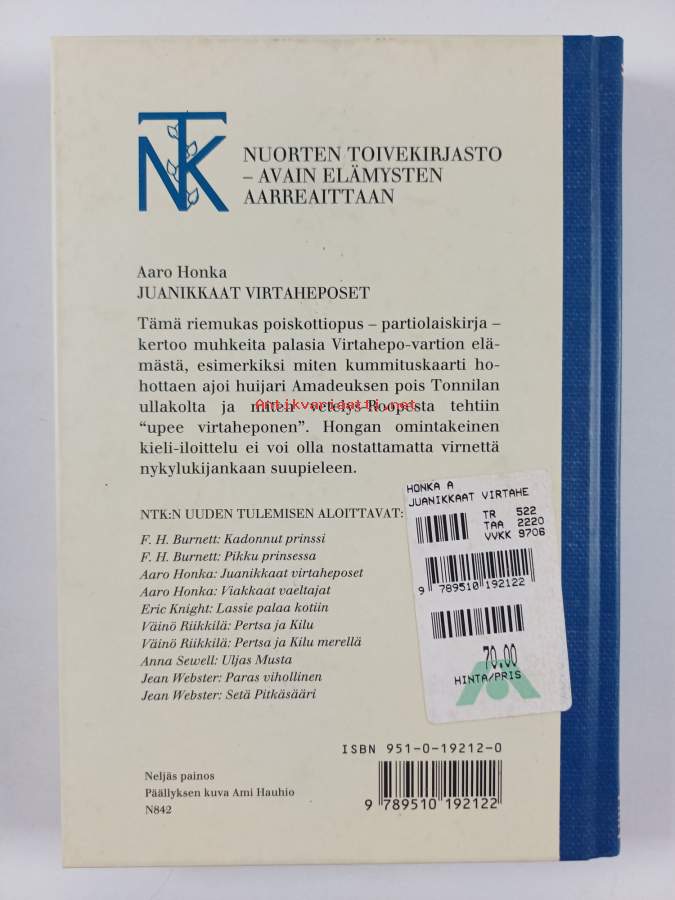 NTK
NUORTEN TOIVEKIRJASTO
– AVAIN ELÄMYSTEN
AARREAITTAAN
Aaro Honka
JUANIKKAAT VIRTAHEPOSET
Tämä riemukas poiskottiopus – partiolaiskirja –
kertoo muhkeita palasia Virtahepo-vartion elä-
mästä, esimerkiksi miten kummituskaarti ho-
hottaen ajoi huijari Amadeuksen pois Tonnilan
ullakolta ja miten vetelys-Roopesta tehtiin
Antikvariaatti.net
“upee virtaheponen”. Hongan omintakeinen
kieli-iloittelu ei voi olla nostattamatta virnettä
nykylukijankaan suupieleen.
NTK:N UUDEN TULEMISEN ALOITTAVAT:
F. H. Burnett: Kadonnut prinssi
F. H. Burnett: Pikku prinsessa
Aaro Honka: Juanikkaat virtaheposet
Aaro Honka: Viakkaat vaeltajat
Eric Knight: Lassie palaa kotiin
Väinö Riikkilä: Pertsa ja Kilu
Väinö Riikkilä: Pertsa ja Kilu merellä
Anna Sewell: Uljas Musta
Jean Webster: Paras vihollinen
Jean Webster: Setä Pitkäsääri
HONKA A
JUANIKKAAT VIRTAHE
TR 522
TAA 2220
VVKK 9706
9 789510 192122
70.00
HINTA/PRIS
ISBN 951-0-19212-0
9 789510 192122
Neljäs painos
Päällyksen kuva Ami Hauhio
N842